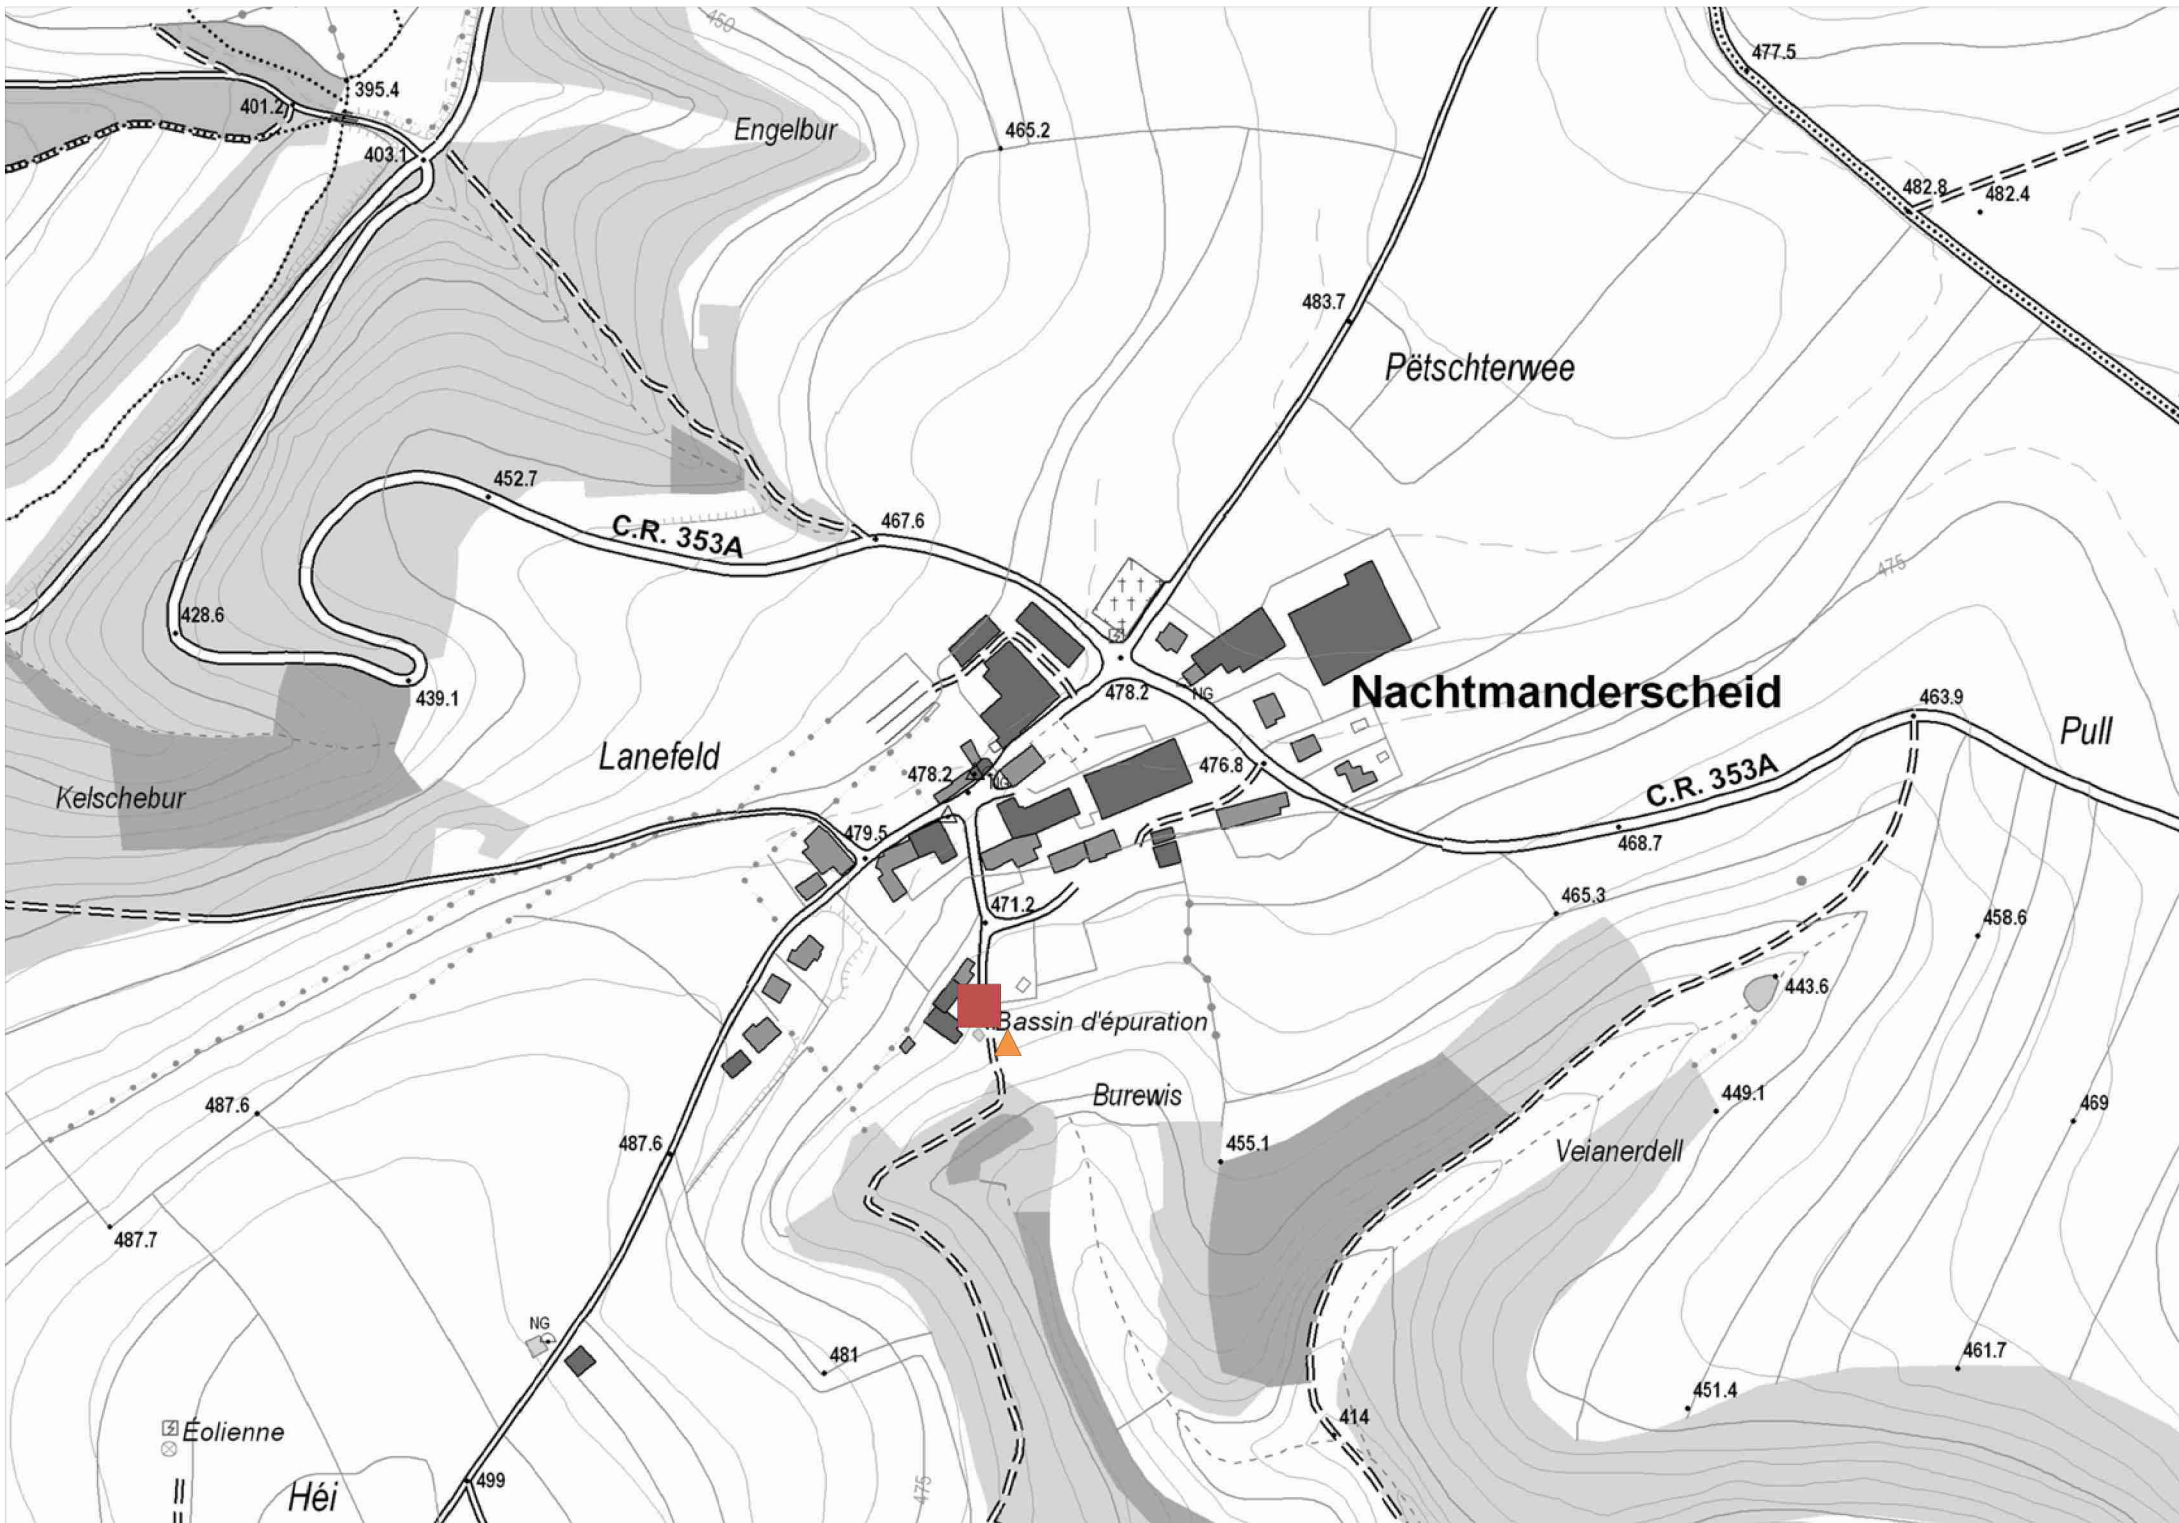 450
477.5
395.4
401.2
Engelbur
465.2
403.1
482.8
482.4
483.7
Pëtschterwee
452.7
C.R. 353A
467.6
475
428.6
439.1
478.2
NG
Nachtmanderscheid
463.9
Pull
Lanefeld
478.2
NG
476.8
C.R. 353A
Kelschebur
479.5
468.7
465.3
471.2
458.6
443.6
Bassin d'épuration
Burewis
449.1
469
487.6
487.6
455.1
Veianerdell
487.7
NG
481
461.7
451.4
414
Éolienne
499
475
Héi